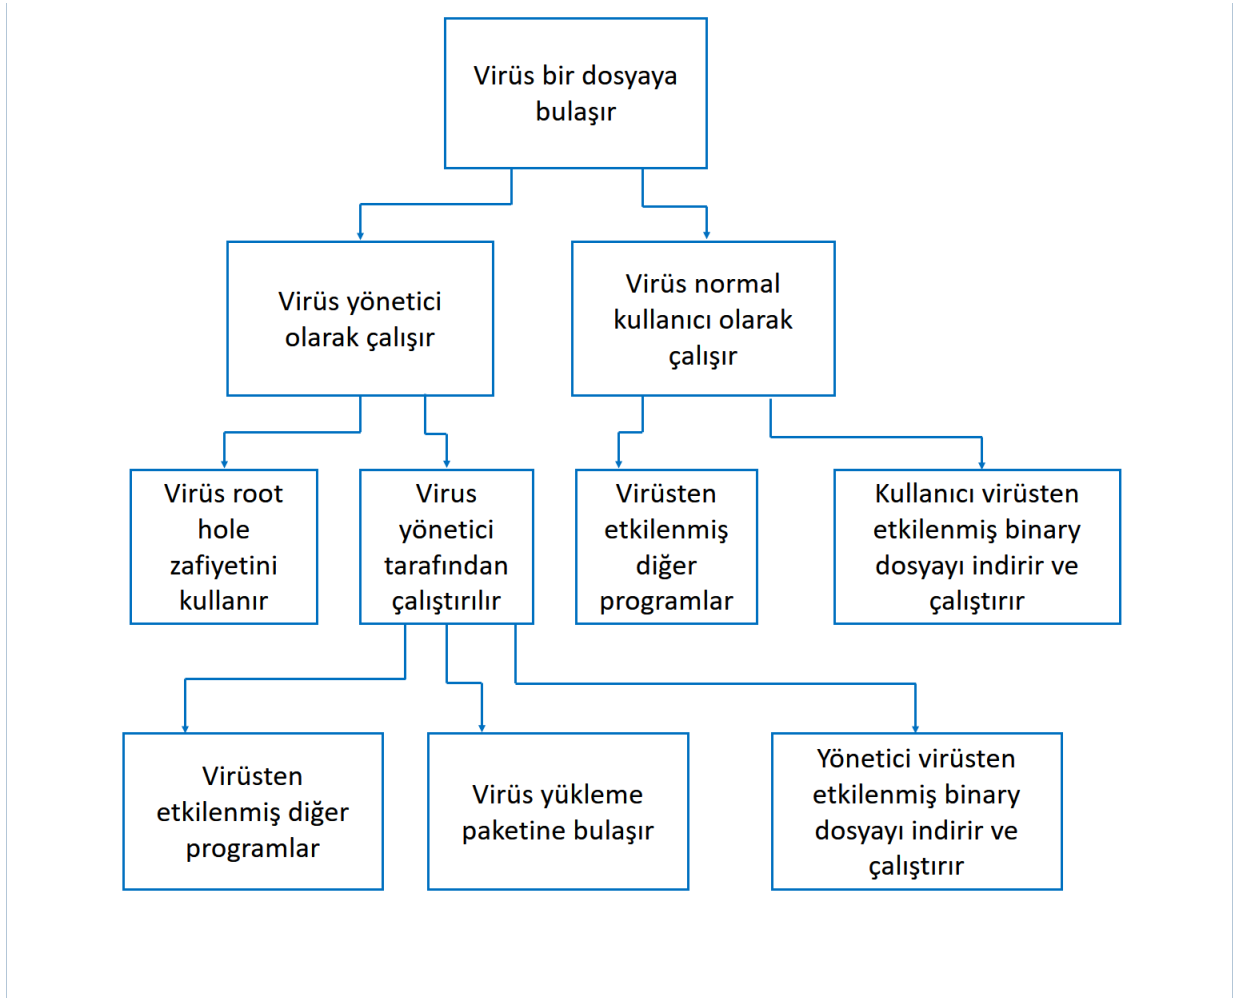 Virüs bir dosyaya
bulaşır
Virüs yönetici
olarak çalışır
Virüs normal
kullanıcı olarak
çalışır
Virüs root
hole
zafiyetini
kullanır
Virus
yönetici
tarafından
çalıştırılır
Virüsten
etkilenmiş
diğer
programlar
Kullanıcı virüsten
etkilenmiş binary
dosyayı indirir ve
çalıştırır
Virüsten
etkilenmiş diğer
programlar
Virüs yükleme
paketine bulaşır
Yönetici virüsten
etkilenmiş binary
dosyayı indirir ve
çalıştırır